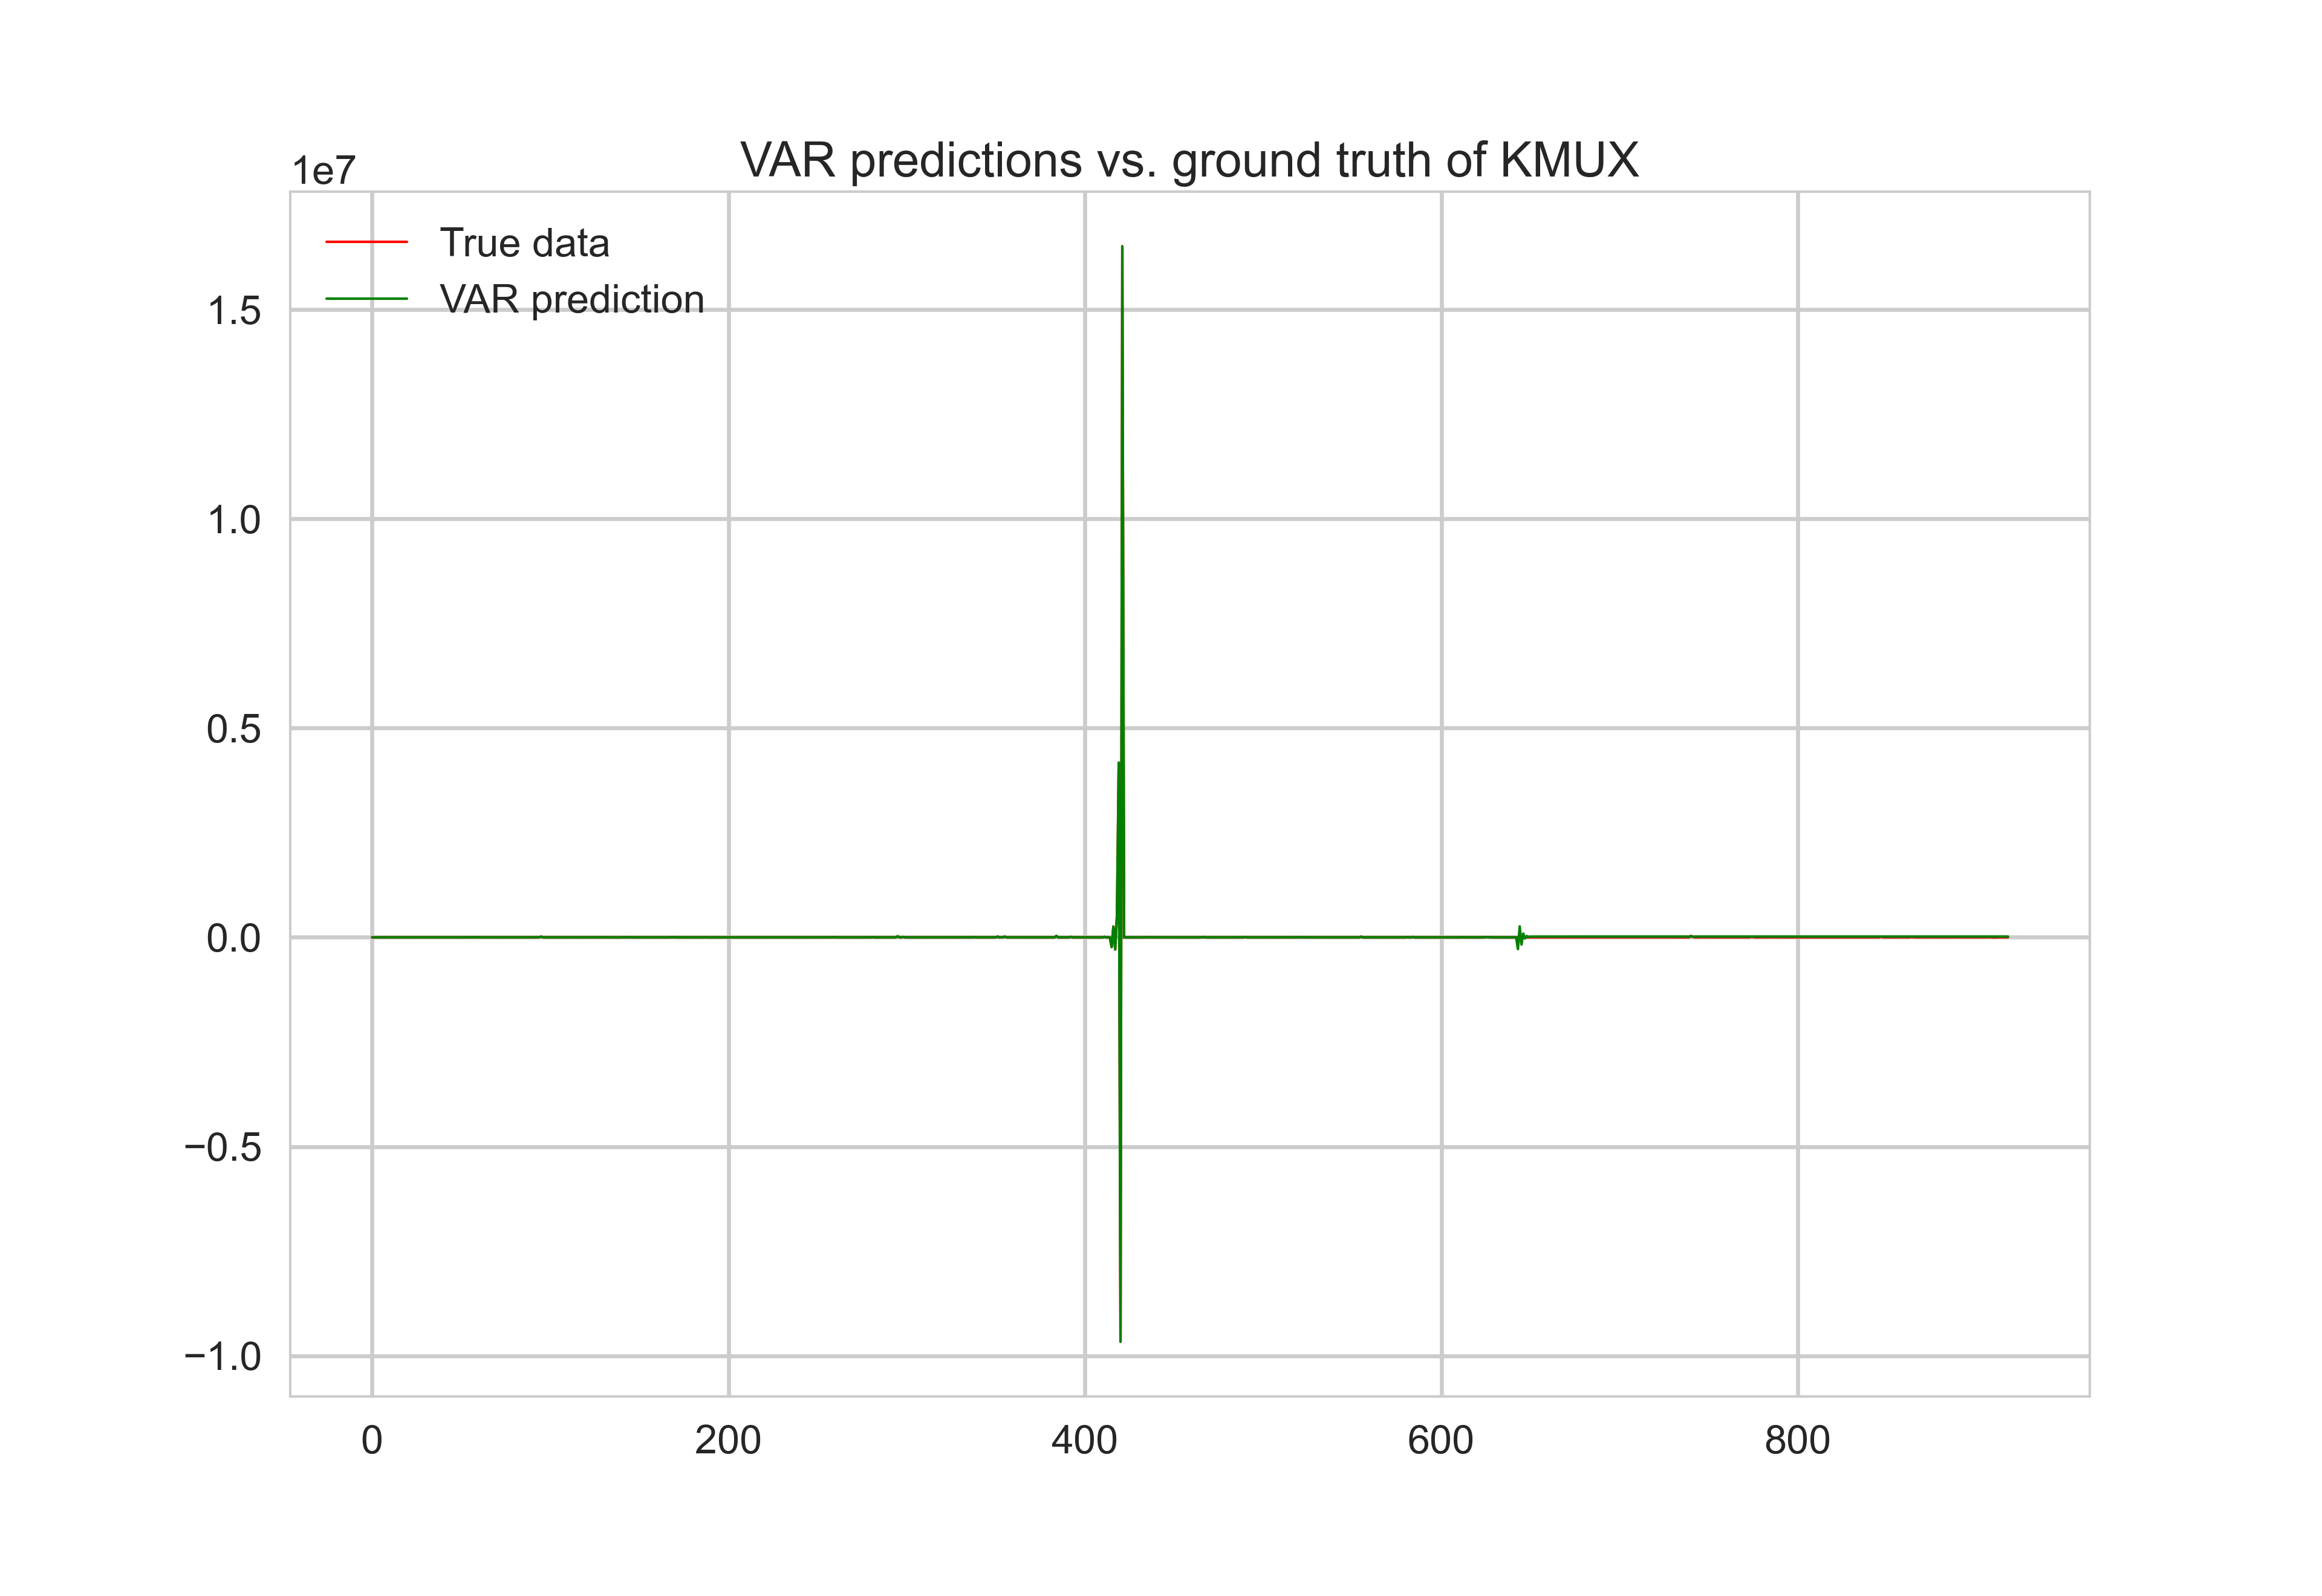 VAR predictions vs. ground truth of KMUX
1e7
True data
VAR prediction
1.5
1.0
0.5
0.0
−0.5
−1.0
0 200 400 600 800